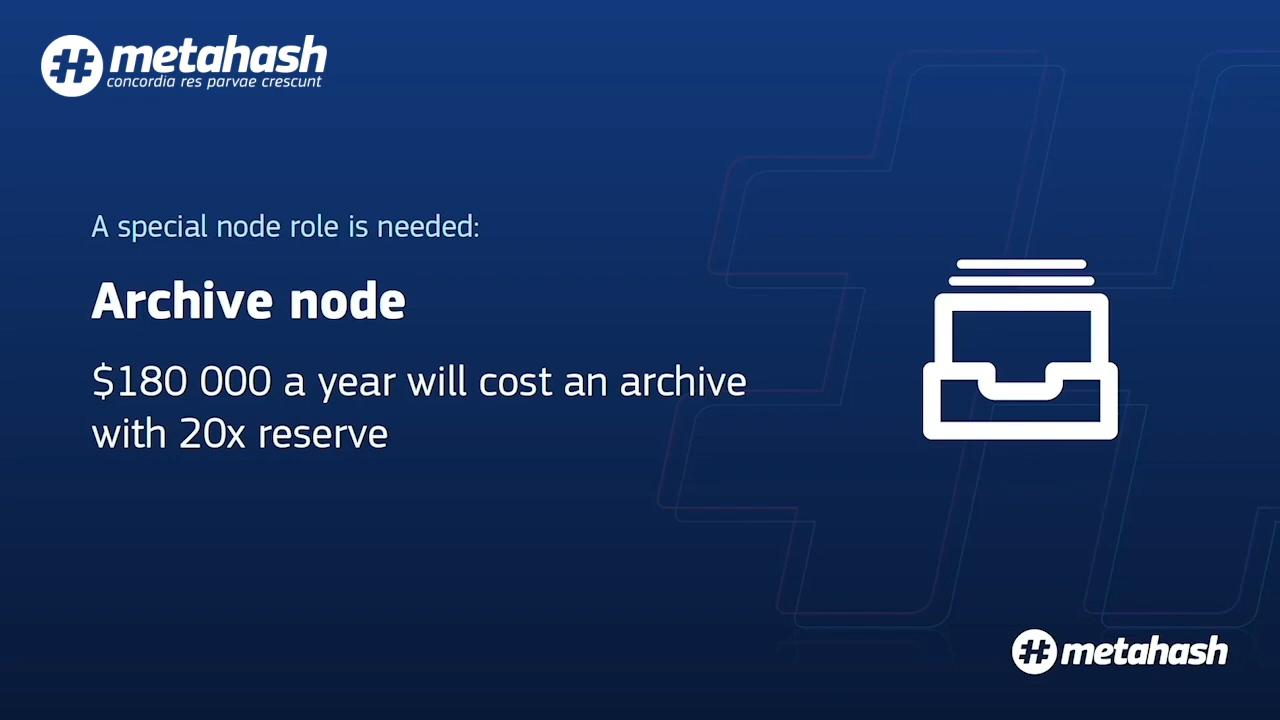 metahash
concordia res parvae crescunt
A special node role is needed:
Archive node
$180 000 a year will cost an archive
with 20x reserve
metahash